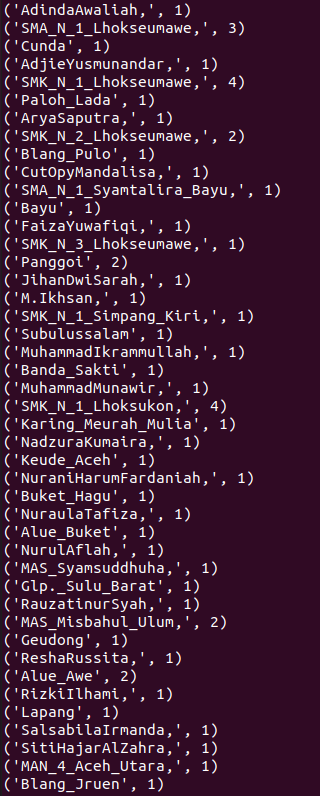 ('AdindaAwaliah,', 1)
('SMA_N_1_Lhokseumawe,', 3)
('Cunda', 1)
('AdjieYusmunandar,', 1)
('SMK_N_1_Lhokseumawe,', 4)
('Paloh_Lada', 1)
('AryaSaputra,', 1)
('SMK_N_2_Lhokseumawe,', 2)
('Blang_Pulo', 1)
('CutOpyMandalisa,', 1)
('SMA_N_1_Syamtalira_Bayu,', 1)
('Bayu', 1)
('FaizaYuwafiqi,', 1)
('SMK_N_3_Lhokseumawe,', 1)
('Panggoi', 2)
('JihanDwiSarah,', 1)
('M.Ikhsan,', 1)
('SMK_N_1_Simpang_Kiri,', 1)
('Subulussalam', 1)
('MuhammadIkrammullah,', 1)
('Banda_Sakti', 1)
('MuhammadMunawir,', 1)
('SMK_N_1_Lhoksukon,', 4)
('Karing_Meurah_Mulia', 1)
('NadzuraKumaira,', 1)
('Keude_Aceh', 1)
('NuraniHarumFardaniah,', 1)
('Buket_Hagu', 1)
('NuraulaTafiza,', 1)
('Alue_Buket', 1)
('NurulAflah,', 1)
('MAS_Syamsuddhuha,', 1)
('Glp._Sulu_Barat', 1)
('RauzatinurSyah,', 1)
('MAS_Misbahul_Ulum,', 2)
('Geudong', 1)
('ReshaRussita,', 1)
('Alue_Awe', 2)
('RizkiIlhami,', 1)
('Lapang', 1)
('SalsabilaIrmanda,', 1)
('SitiHajarAlZahra,', 1)
('MAN_4_Aceh_Utara,', 1)
('Blang_Jruen', 1)